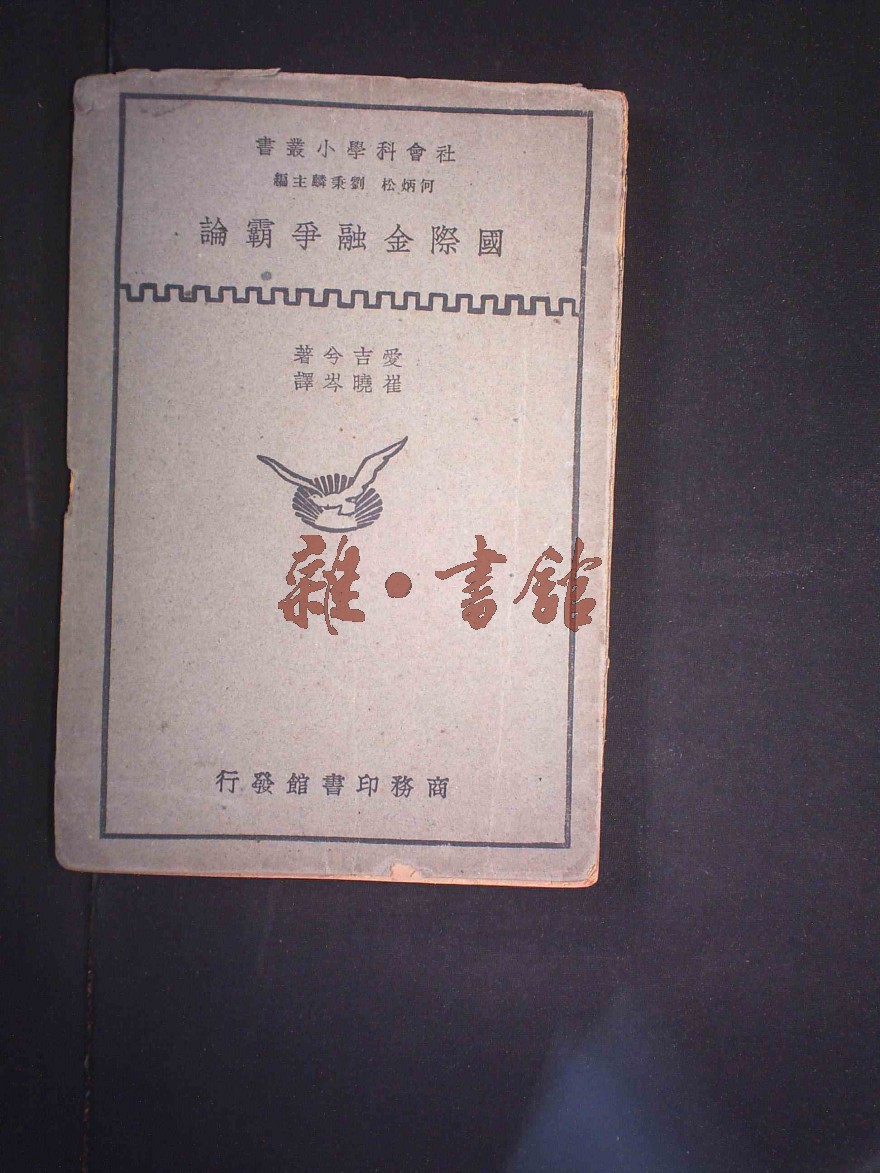 社會科學小叢書
何炳松 劉秉麟主編
國際金融爭霸論
愛吉兮著
崔曉岑譯
雜·書館
商務印書館發行